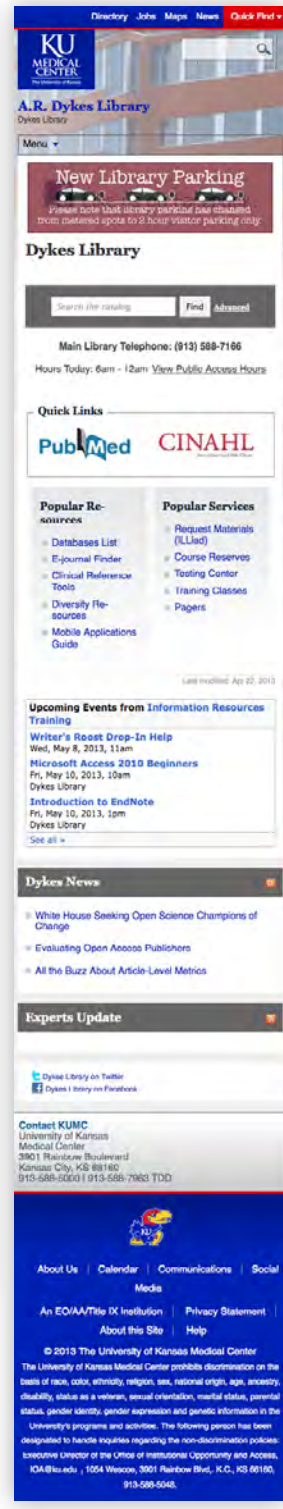 Directory Jobs Maps News Quick Find
KU
MEDICAL
CENTER
The University of Kansas
A.R. Dykes Library
Dykes Library
Menu
New Library Parking
Please note that library parking has changed
from metered spots to 2 hour visitor parking only
Dykes Library
Search the catalog
Find Advanced
Main Library Telephone: (913) 588-7166
Hours Today: 6am - 12am View Public Access Hours
Quick Links
PubMed CINAHL
Popular Re-
sources
Databases List
E-journal Finder
Clinical Reference
Tools
Diversity Re-
sources
Mobile Applications
Guide
Popular Services
Request Materials
(ILLiad)
Course Reserves
Testing Center
Training Classes
Pagers
Last modified: Apr 22, 2013
Upcoming Events from Information Resources
Training
Writer's Roost Drop-In Help
Wed, May 8, 2013, 11am
Microsoft Access 2010 Beginners
Fri, May 10, 2013, 10am
Dykes Library
Introduction to EndNote
Fri, May 10, 2013, 1pm
Dykes Library
See all »
Dykes News
White House Seeking Open Science Champions of
Change
Evaluating Open Access Publishers
All the Buzz About Article-Level Metrics
Experts Update
Dykes Library on Twitter
Dykes Library on Facebook
Contact KUMC
University of Kansas
Medical Center
3901 Rainbow Boulevard
Kansas City, KS 66160
913-588-5000 | 913-588-7963 TDD
KU
About Us | Calendar | Communications | Social
Media
An EO/AA/Title IX Institution | Privacy Statement |
About this Site | Help
© 2013 The University of Kansas Medical Center
The University of Kansas Medical Center prohibits discrimination on the
basis of race, color, ethnicity, religion, sex, national origin, age, ancestry,
disability, status as a veteran, sexual orientation, marital status, parental
status, gender identity, gender expression and genetic information in the
University's programs and activities. The following person has been
designated to handle inquiries regarding the non-discrimination policies:
Executive Director of the Office of Institutional Opportunity and Access,
IOA@ku.edu , 1054 Wescoe, 3901 Rainbow Blvd,. K.C., KS 66160,
913-588-5048.